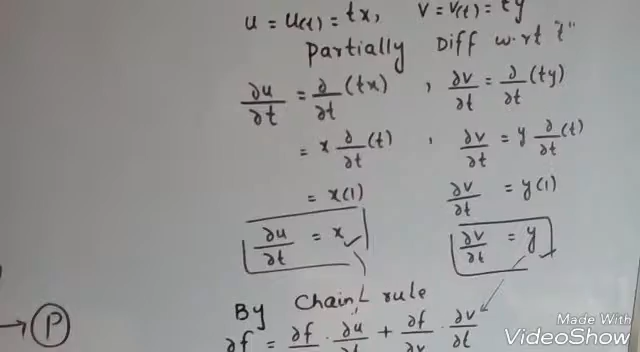 u = u(t) = tx, v = v(t) = ty
Partially Diff w.r.t "t"
∂u/∂t = ∂/∂t (tx) , ∂v/∂t = ∂/∂t (ty)
= x ∂/∂t (t) , ∂v/∂t = y ∂/∂t (t)
= x(1) ∂v/∂t = y(1)
∂u/∂t = x ∂v/∂t = y
By Chain rule
→ P ∂f = ∂f · ∂u/∂t + ∂f/∂v · ∂v/∂t
Made With
VideoShow